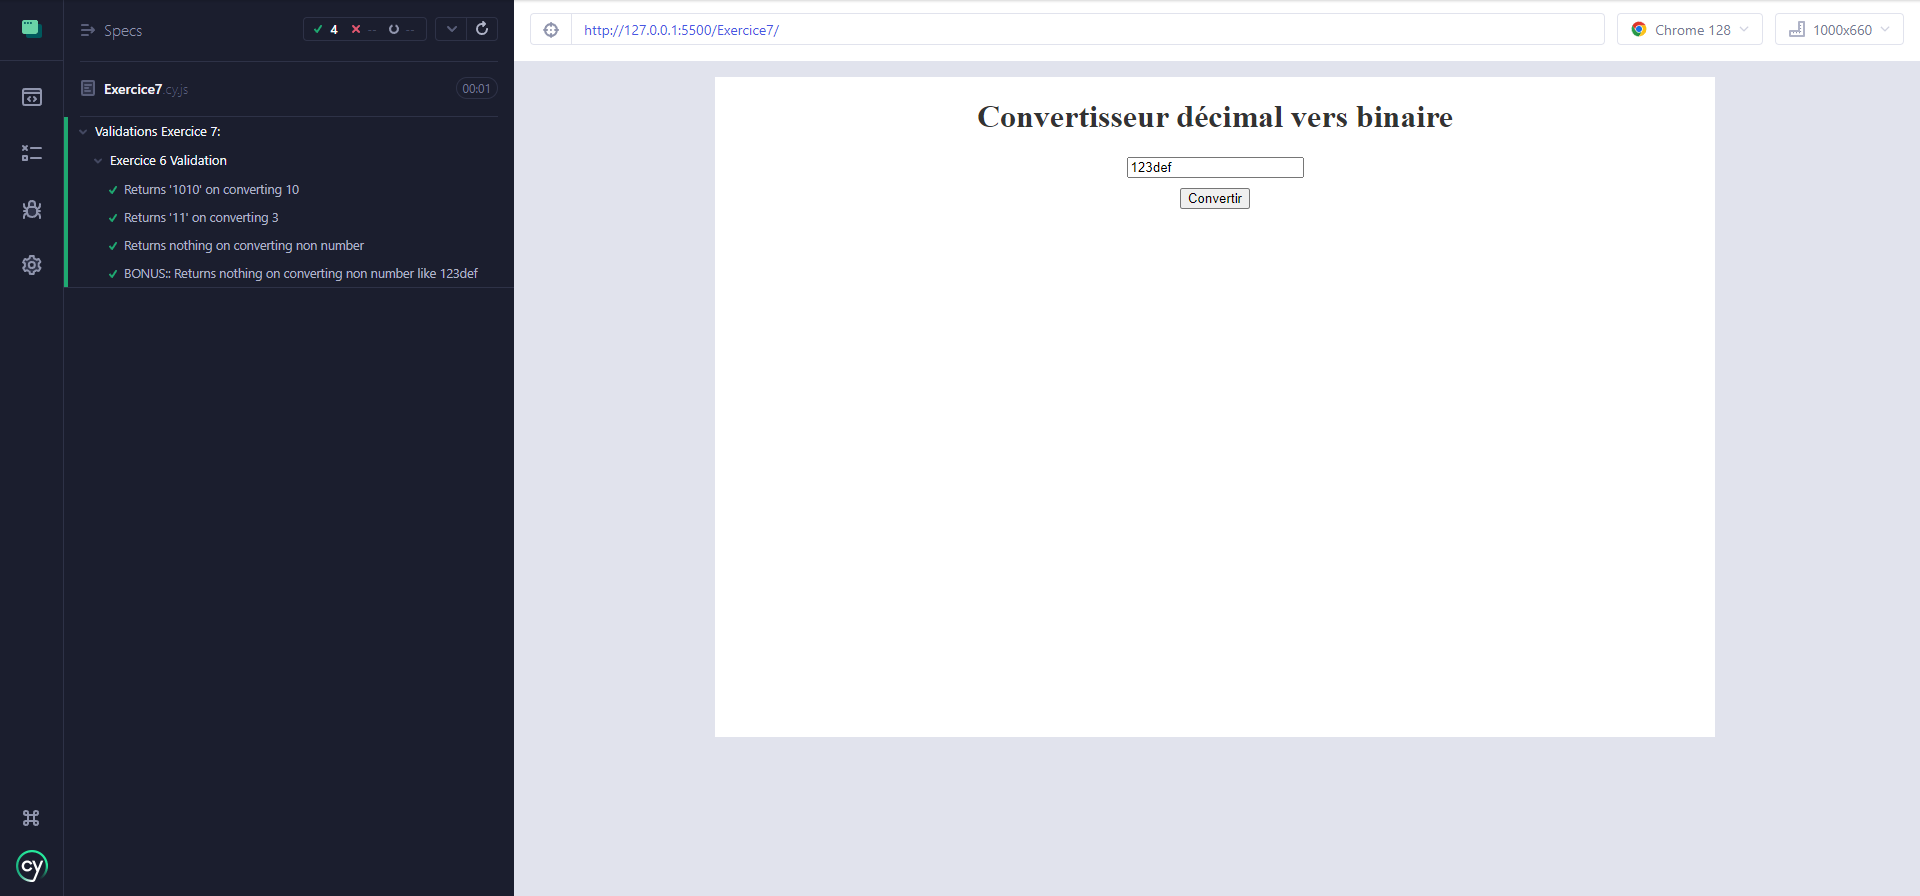 Specs
4 -- --
Exercice7.cy.js
00:01
Validations Exercice 7:
Exercice 6 Validation
Returns '1010' on converting 10
Returns '11' on converting 3
Returns nothing on converting non number
BONUS:: Returns nothing on converting non number like 123def
cy
http://127.0.0.1:5500/Exercice7/
Chrome 128
1000x660
Convertisseur décimal vers binaire
123def
Convertir